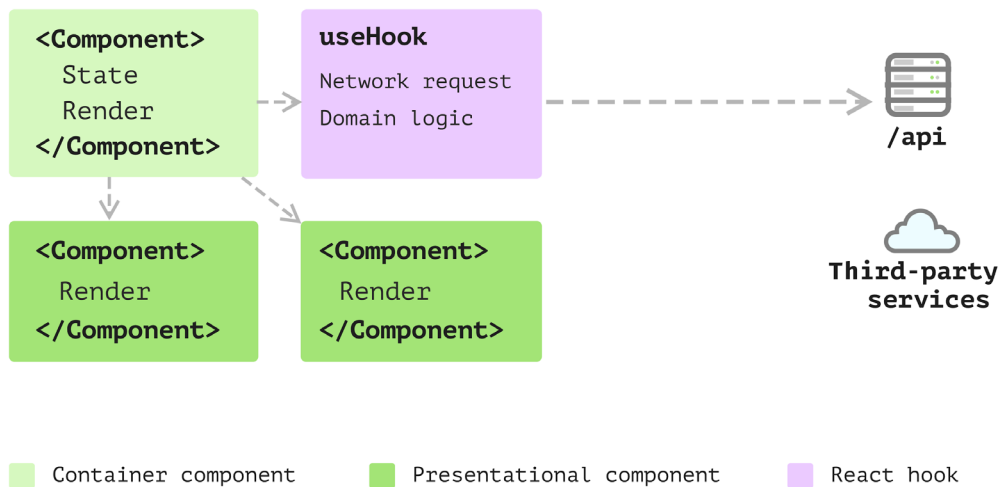 <Component>
State
Render
</Component>
useHook
Network request
Domain logic
/api
<Component>
Render
</Component>
<Component>
Render
</Component>
Third-party
services
Container component
Presentational component
React hook